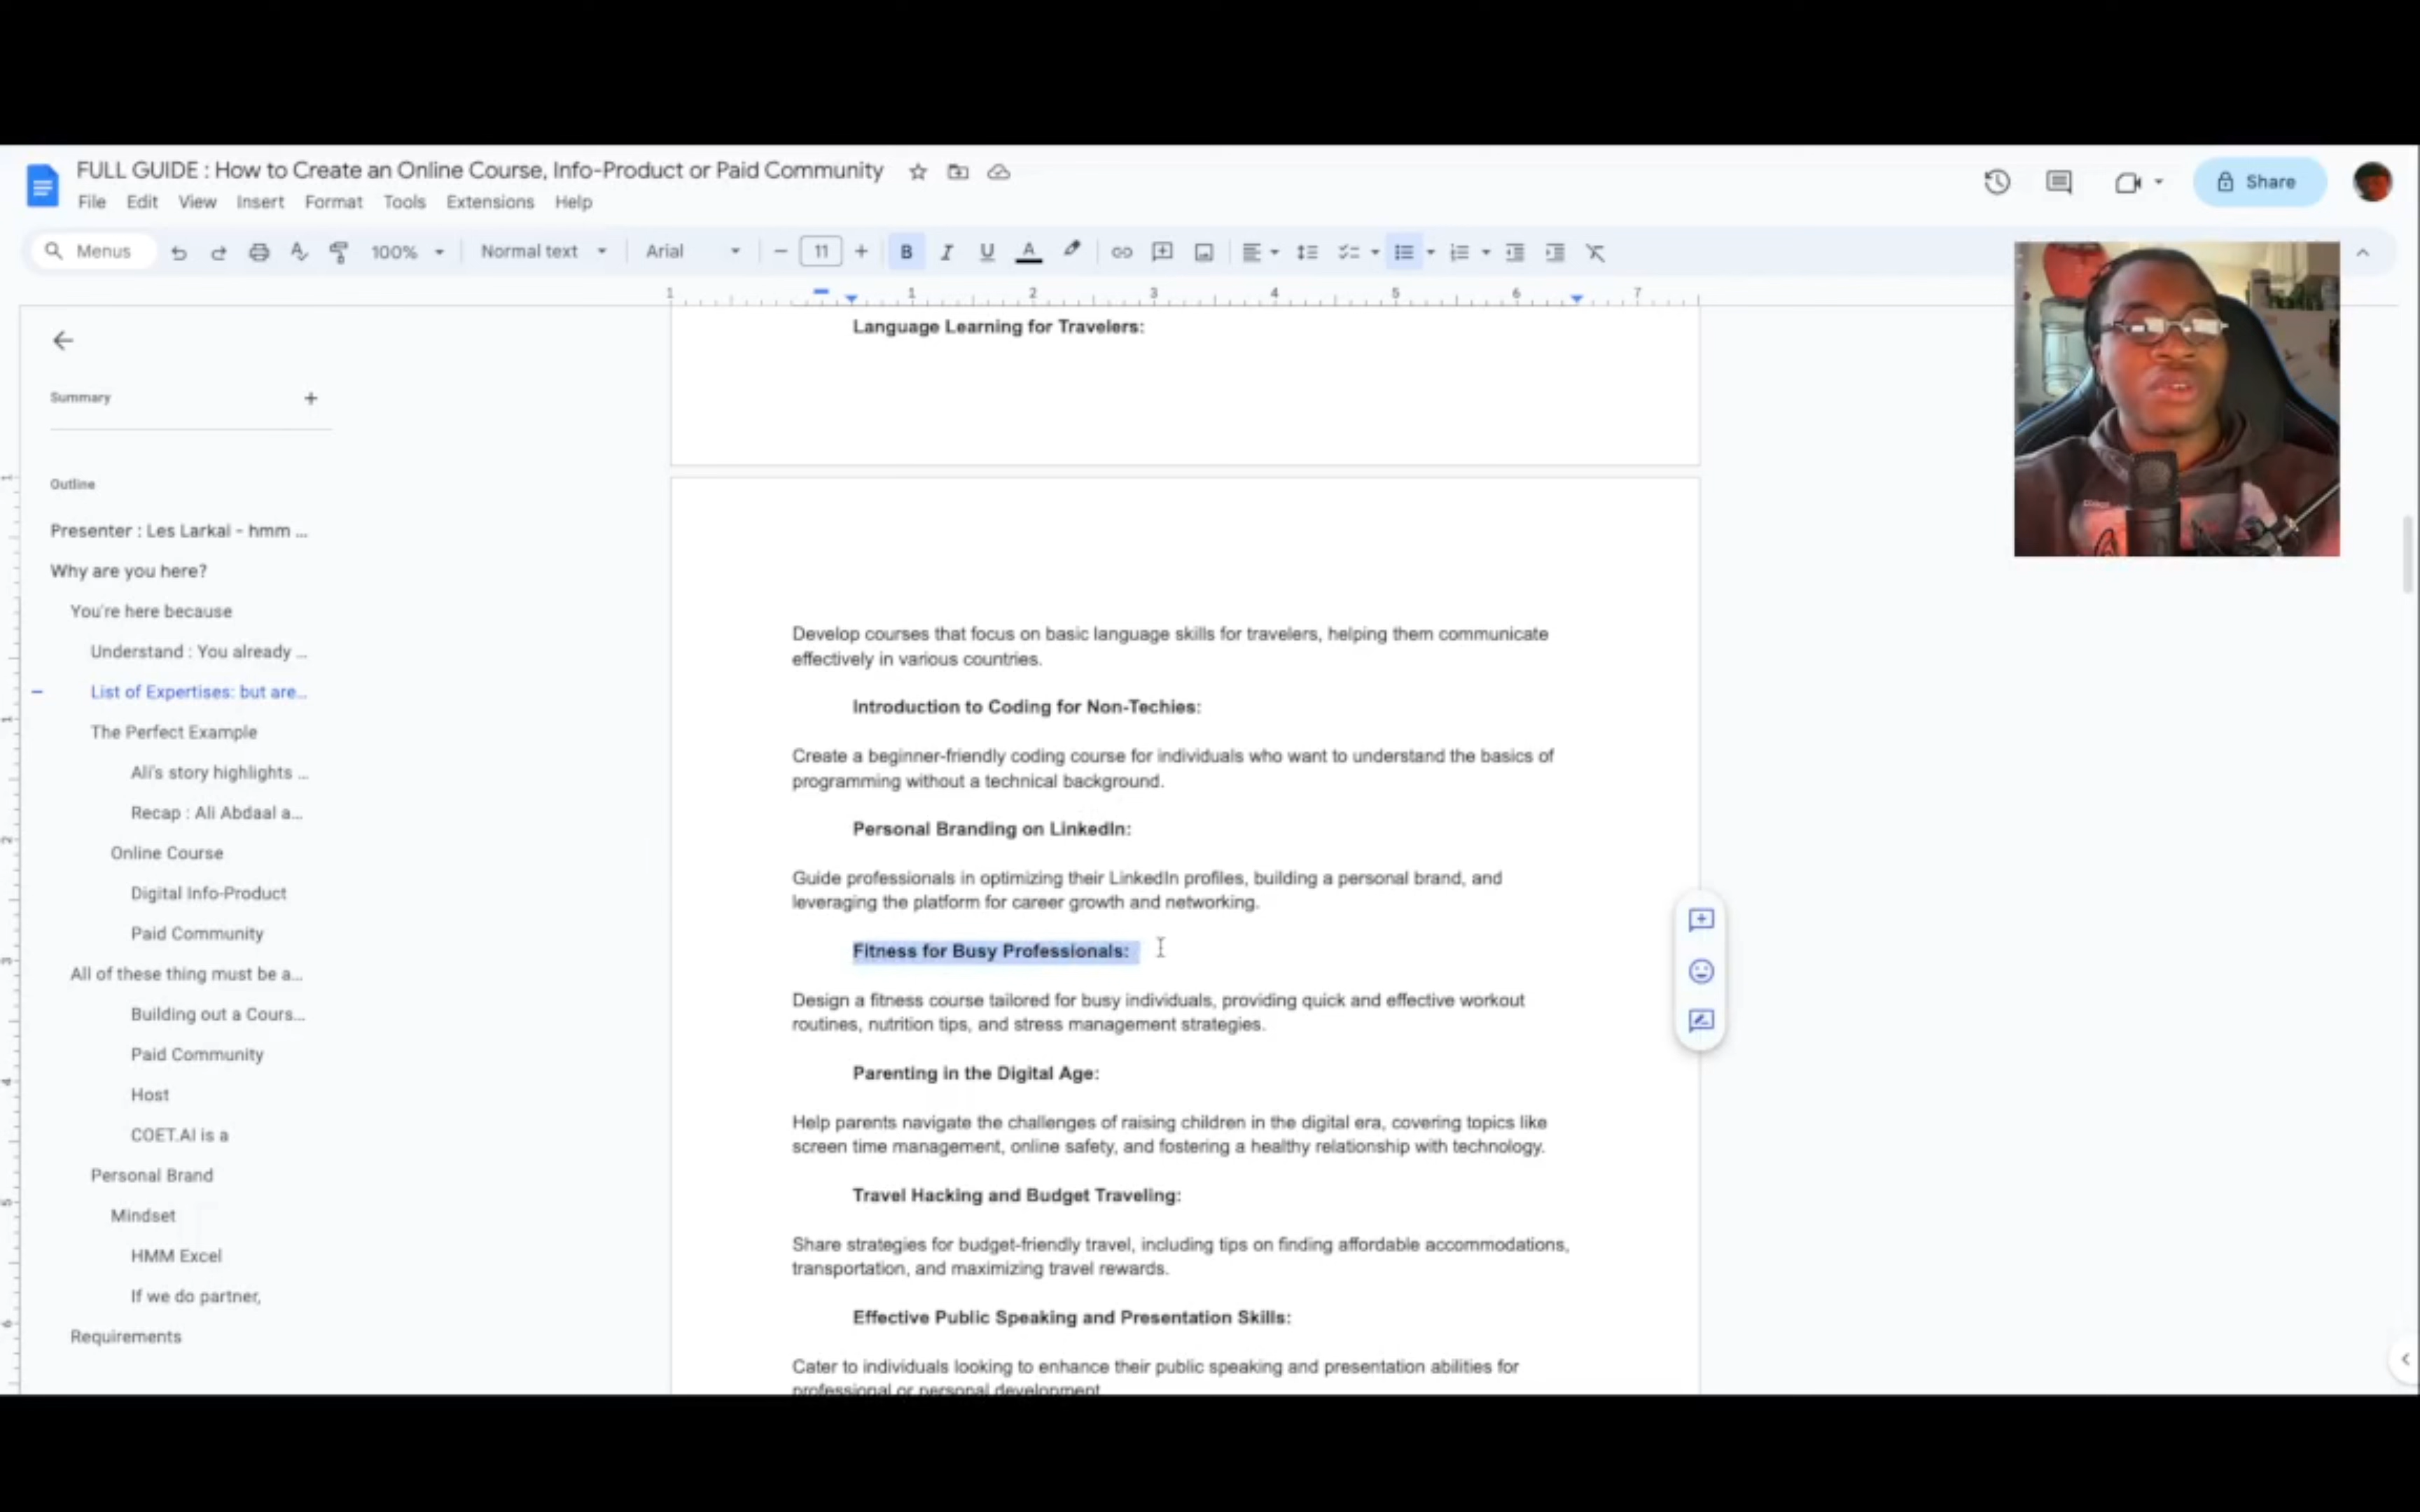 FULL GUIDE : How to Create an Online Course, Info-Product or Paid Community
File Edit View Insert Format Tools Extensions Help
Share
Menus 100% Normal text Arial 11 B I U A
1 1 2 3 4 5 6 7
Summary
Outline
Presenter : Les Larkal - hmm ...
Why are you here?
You're here because
Understand : You already ...
List of Expertises: but are...
The Perfect Example
Ali's story highlights ...
Recap : Ali Abdaal a...
Online Course
Digital Info-Product
Paid Community
All of these thing must be a...
Building out a Cours...
Paid Community
Host
COET.AI is a
Personal Brand
Mindset
HMM Excel
If we do partner,
Requirements
Language Learning for Travelers:
Develop courses that focus on basic language skills for travelers, helping them communicate
effectively in various countries.
Introduction to Coding for Non-Techies:
Create a beginner-friendly coding course for individuals who want to understand the basics of
programming without a technical background.
Personal Branding on LinkedIn:
Guide professionals in optimizing their LinkedIn profiles, building a personal brand, and
leveraging the platform for career growth and networking.
Fitness for Busy Professionals:
Design a fitness course tailored for busy individuals, providing quick and effective workout
routines, nutrition tips, and stress management strategies.
Parenting in the Digital Age:
Help parents navigate the challenges of raising children in the digital era, covering topics like
screen time management, online safety, and fostering a healthy relationship with technology.
Travel Hacking and Budget Traveling:
Share strategies for budget-friendly travel, including tips on finding affordable accommodations,
transportation, and maximizing travel rewards.
Effective Public Speaking and Presentation Skills:
Cater to individuals looking to enhance their public speaking and presentation abilities for
professional or personal development